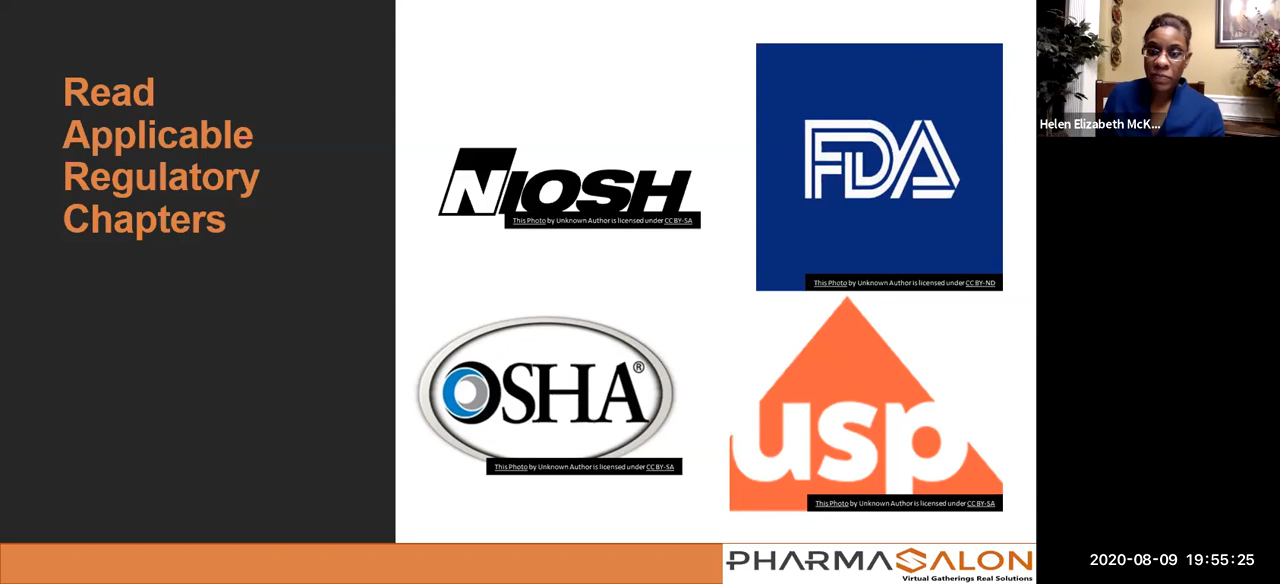 Read
Applicable
Regulatory
Chapters
NIOSH
This Photo by Unknown Author is licensed under CC BY-SA
FDA
This Photo by Unknown Author is licensed under CC BY-ND
OSHA®
This Photo by Unknown Author is licensed under CC BY-SA
usp
This Photo by Unknown Author is licensed under CC BY-SA
Helen Elizabeth McK...
PHARMASALON
Virtual Gatherings Real Solutions
2020-08-09 19:55:25